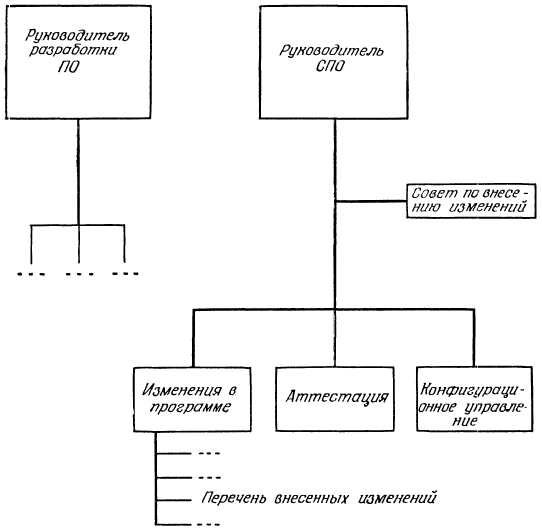 Руководитель
разработки
ПО
Руководитель
СПО
Совет по внесе-
нию изменений
Изменения в
программе
Аттестация
Конфигураци-
онное управле-
ние
Перечень внесенных изменений